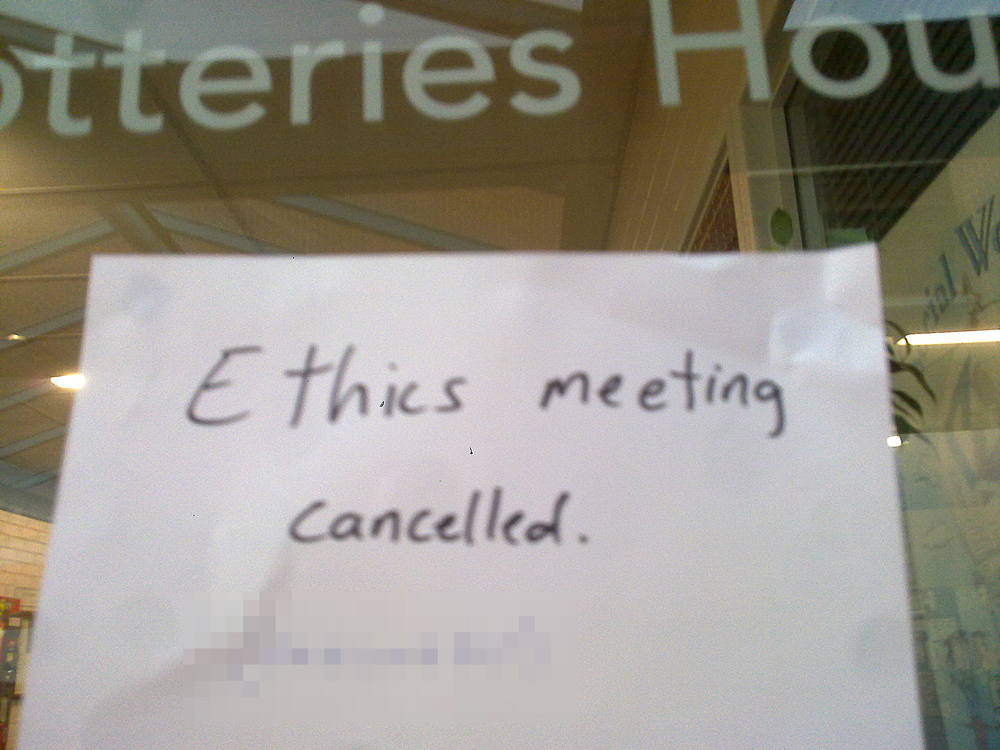 otteries Hou
Ethics meeting
cancelled.